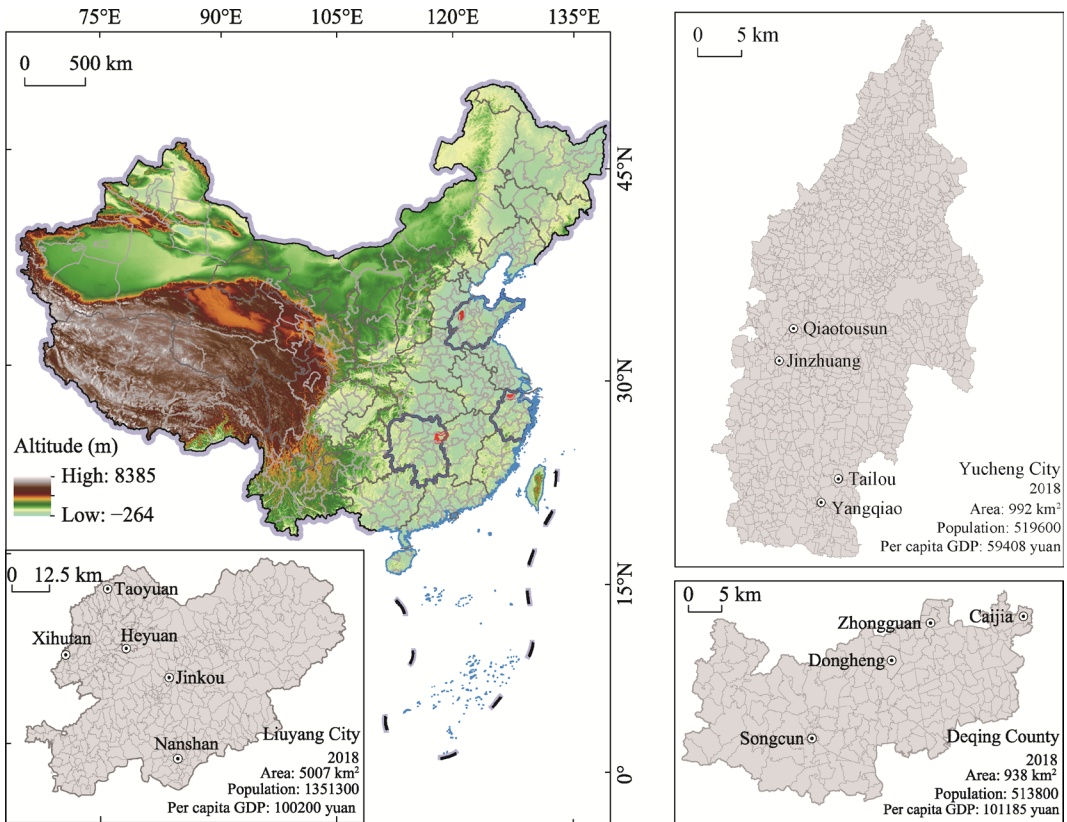 75°E 90°E 105°E 120°E 135°E
0 500 km
45°N
30°N
15°N
0°
Altitude (m)
High: 8385
Low: −264
0 12.5 km
Taoyuan
Xihutan
Heyuan
Jinkou
Nanshan
Liuyang City
2018
Area: 5007 km²
Population: 1351300
Per capita GDP: 100200 yuan
0 5 km
Qiaotousun
Jinzhuang
Tailou
Yangqiao
Yucheng City
2018
Area: 992 km²
Population: 519600
Per capita GDP: 59408 yuan
0 5 km
Zhongguan
Caijia
Dongheng
Songcun
Deqing County
2018
Area: 938 km²
Population: 513800
Per capita GDP: 101185 yuan